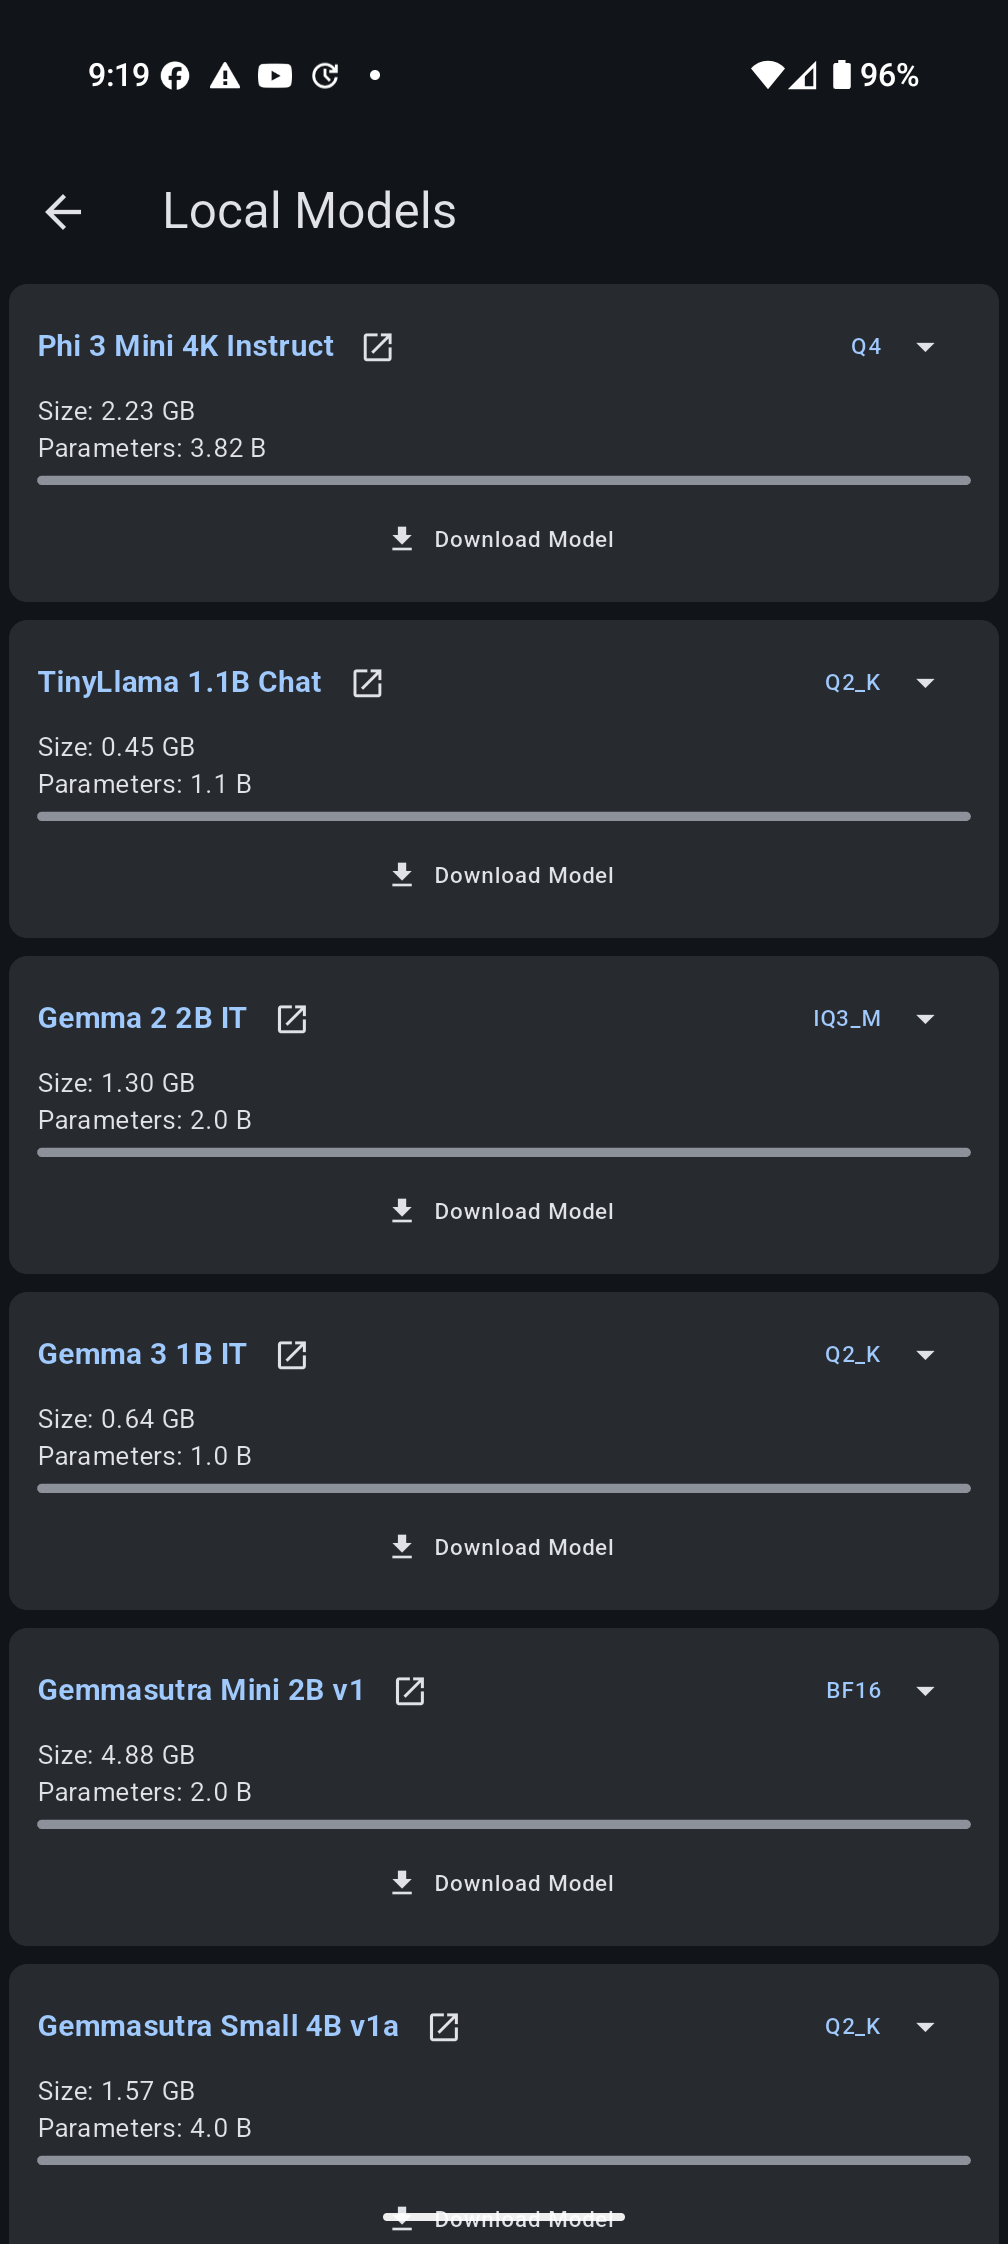 9:19
96%
Local Models
Phi 3 Mini 4K Instruct
Q4
Size: 2.23 GB
Parameters: 3.82 B
Download Model
TinyLlama 1.1B Chat
Q2_K
Size: 0.45 GB
Parameters: 1.1 B
Download Model
Gemma 2 2B IT
IQ3_M
Size: 1.30 GB
Parameters: 2.0 B
Download Model
Gemma 3 1B IT
Q2_K
Size: 0.64 GB
Parameters: 1.0 B
Download Model
Gemmasutra Mini 2B v1
BF16
Size: 4.88 GB
Parameters: 2.0 B
Download Model
Gemmasutra Small 4B v1a
Q2_K
Size: 1.57 GB
Parameters: 4.0 B
Download Model